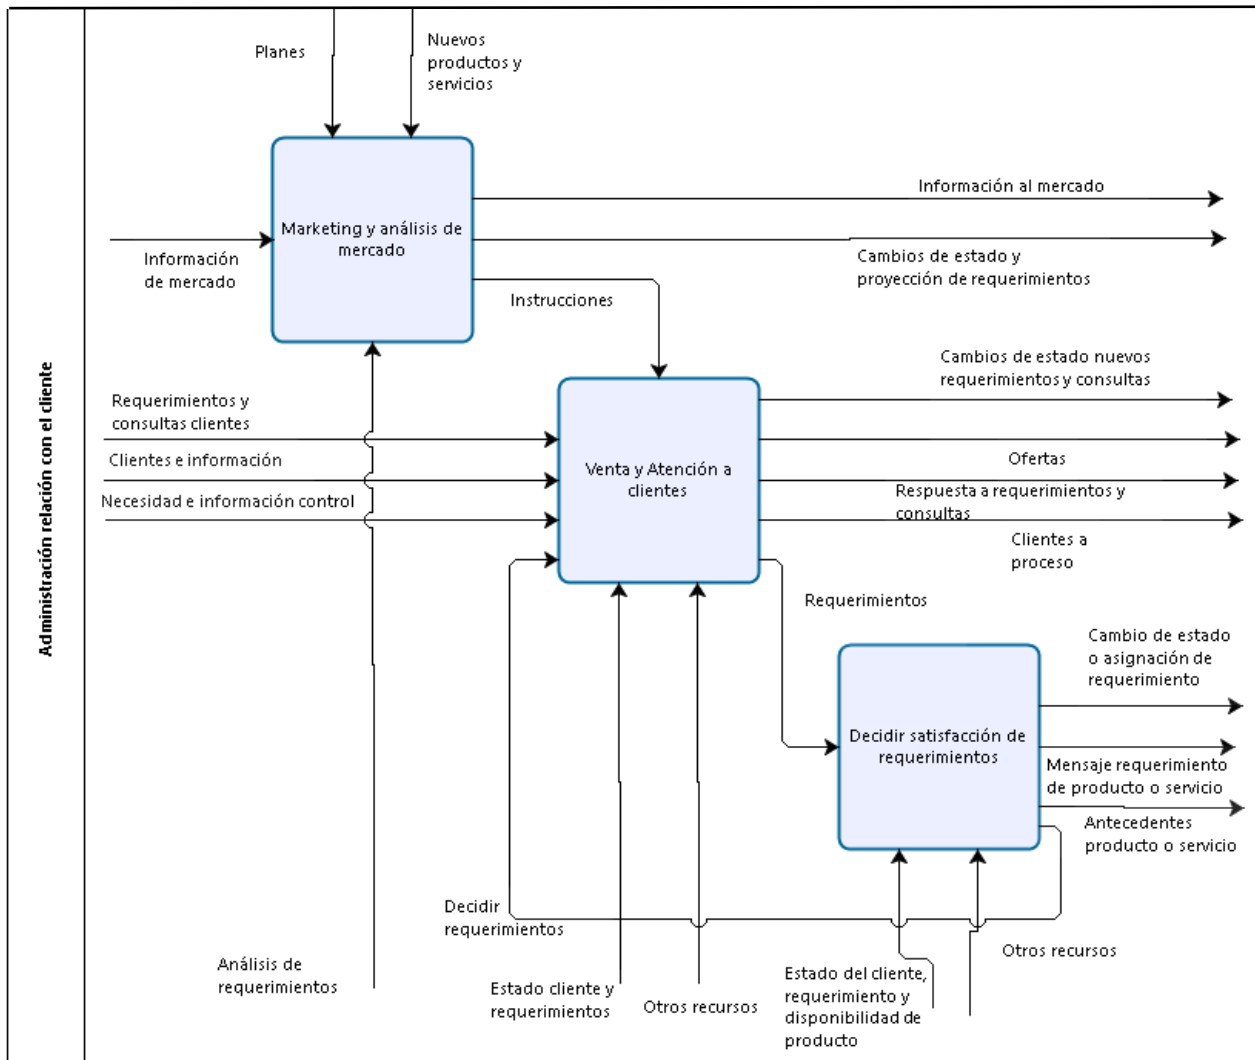 Administración relación con el cliente
Planes
Nuevos
productos y
servicios
Marketing y análisis de
mercado
Información al mercado
Información
de mercado
Cambios de estado y
proyección de requerimientos
Instrucciones
Cambios de estado nuevos
requerimientos y consultas
Requerimientos y
consultas clientes
Clientes e información
Necesidad e información control
Venta y Atención a
clientes
Ofertas
Respuesta a requerimientos y
consultas
Clientes a
proceso
Requerimientos
Cambio de estado
o asignación de
requerimiento
Decidir satisfacción de
requerimientos
Mensaje requerimiento
de producto o servicio
Antecedentes
producto o servicio
Decidir
requerimientos
Análisis de
requerimientos
Estado cliente y
requerimientos
Otros recursos
Estado del cliente,
requerimiento y
disponibilidad de
producto
Otros recursos